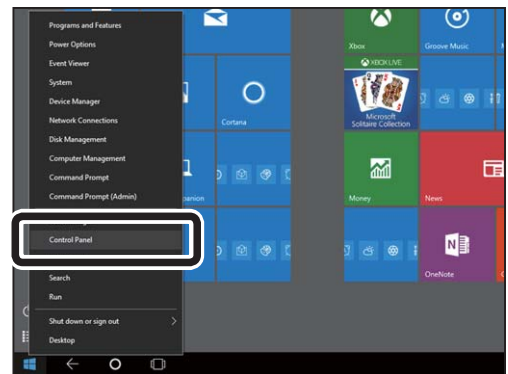 Programs and Features
Power Options
Event Viewer
System
Device Manager
Network Connections
Disk Management
Computer Management
Command Prompt
Command Prompt (Admin)
Control Panel
Search
Run
Shut down or sign out
Desktop
Cortana
Xbox
Groove Music
XBOX LIVE
Microsoft
Solitaire Collection
Money
News
OneNote